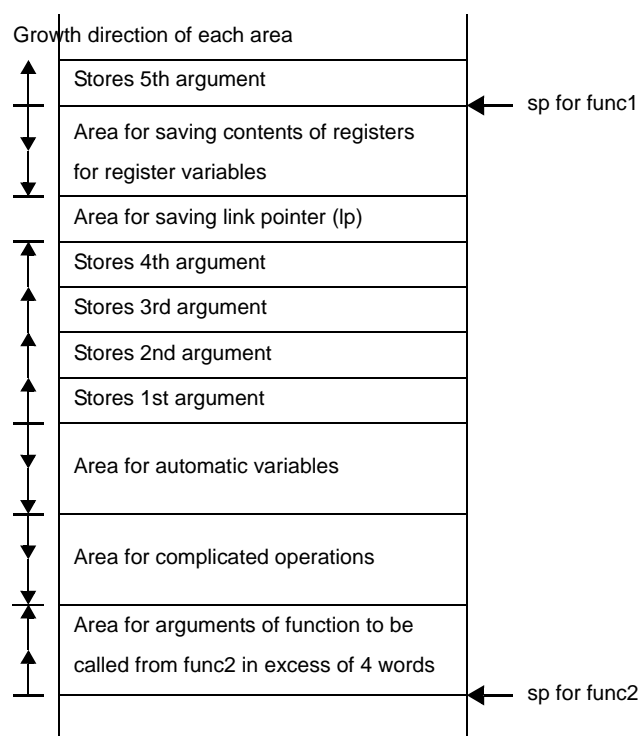 Growth direction of each area
Stores 5th argument
sp for func1
Area for saving contents of registers
for register variables
Area for saving link pointer (lp)
Stores 4th argument
Stores 3rd argument
Stores 2nd argument
Stores 1st argument
Area for automatic variables
Area for complicated operations
Area for arguments of function to be
called from func2 in excess of 4 words
sp for func2